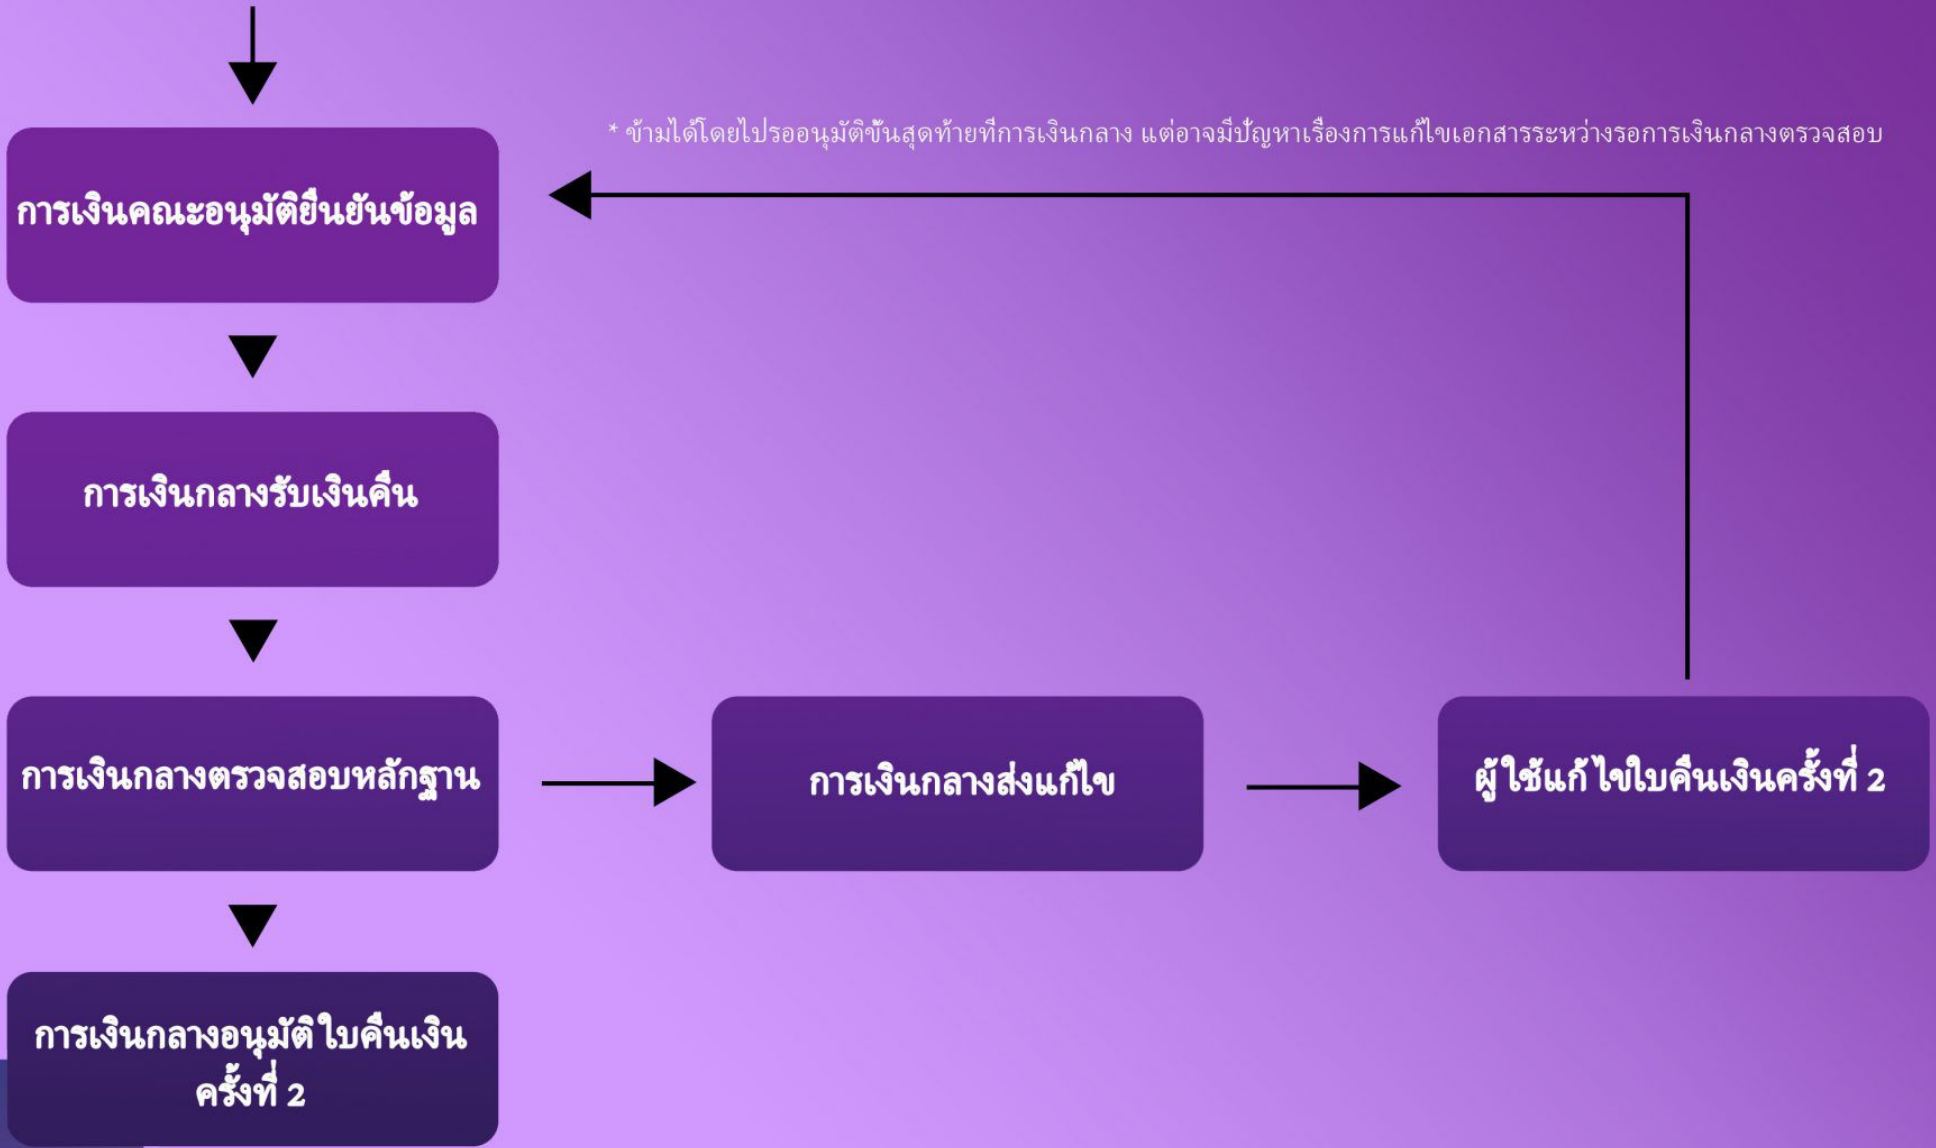 * ข้ามได้โดยไปรออนุมัติขั้นสุดท้ายที่การเงินกลาง แต่อาจมีปัญหาเรื่องการแก้ไขเอกสารระหว่างรอการเงินกลางตรวจสอบ
การเงินคณะอนุมัติยืนยันข้อมูล
การเงินกลางรับเงินคืน
การเงินกลางตรวจสอบหลักฐาน
การเงินกลางส่งแก้ไข
ผู้ใช้แก้ไขใบคืนเงินครั้งที่ 2
การเงินกลางอนุมัติใบคืนเงิน
ครั้งที่ 2